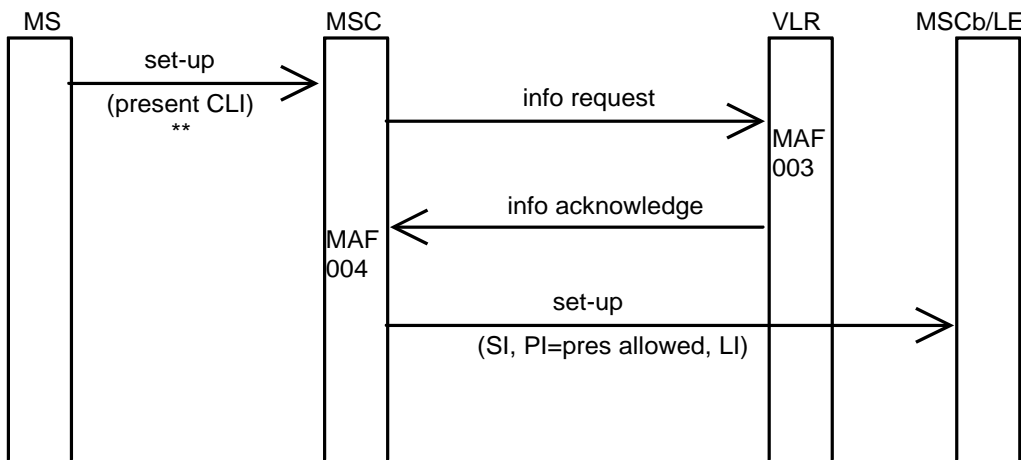 MS
MSC
VLR
MSCb/LE
set-up
(present CLI)
**
info request
MAF
003
info acknowledge
MAF
004
set-up
(SI, PI=pres allowed, LI)